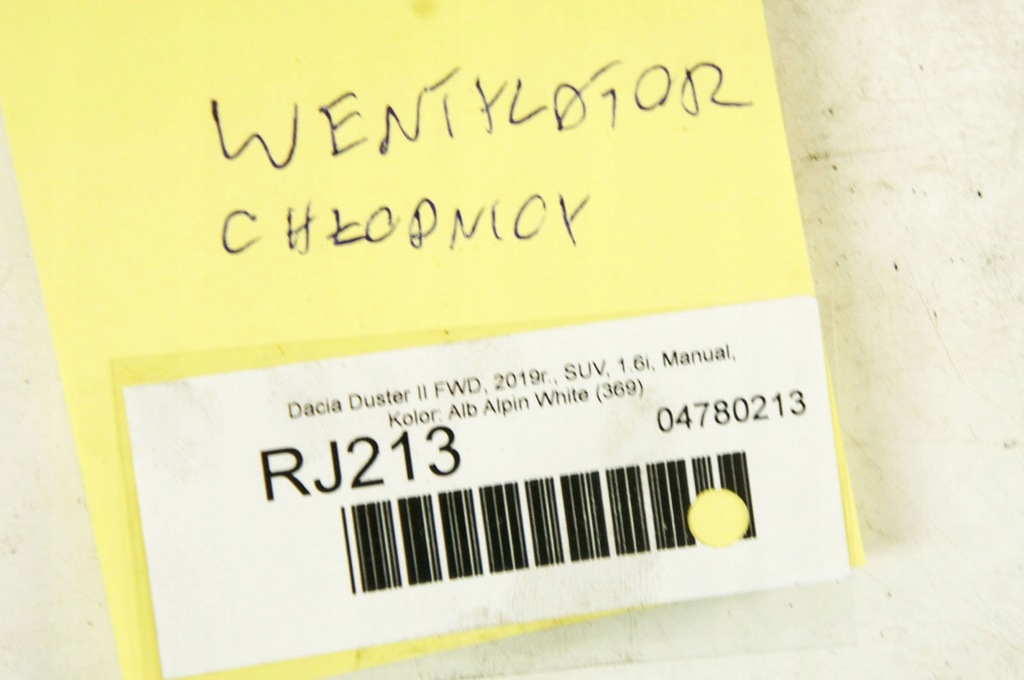 WENTYLATOR
CHŁODNICY
Dacia Duster II FWD, 2019r., SUV, 1.6i, Manual,
Kolor: Alb Alpin White (369)
RJ213
04780213